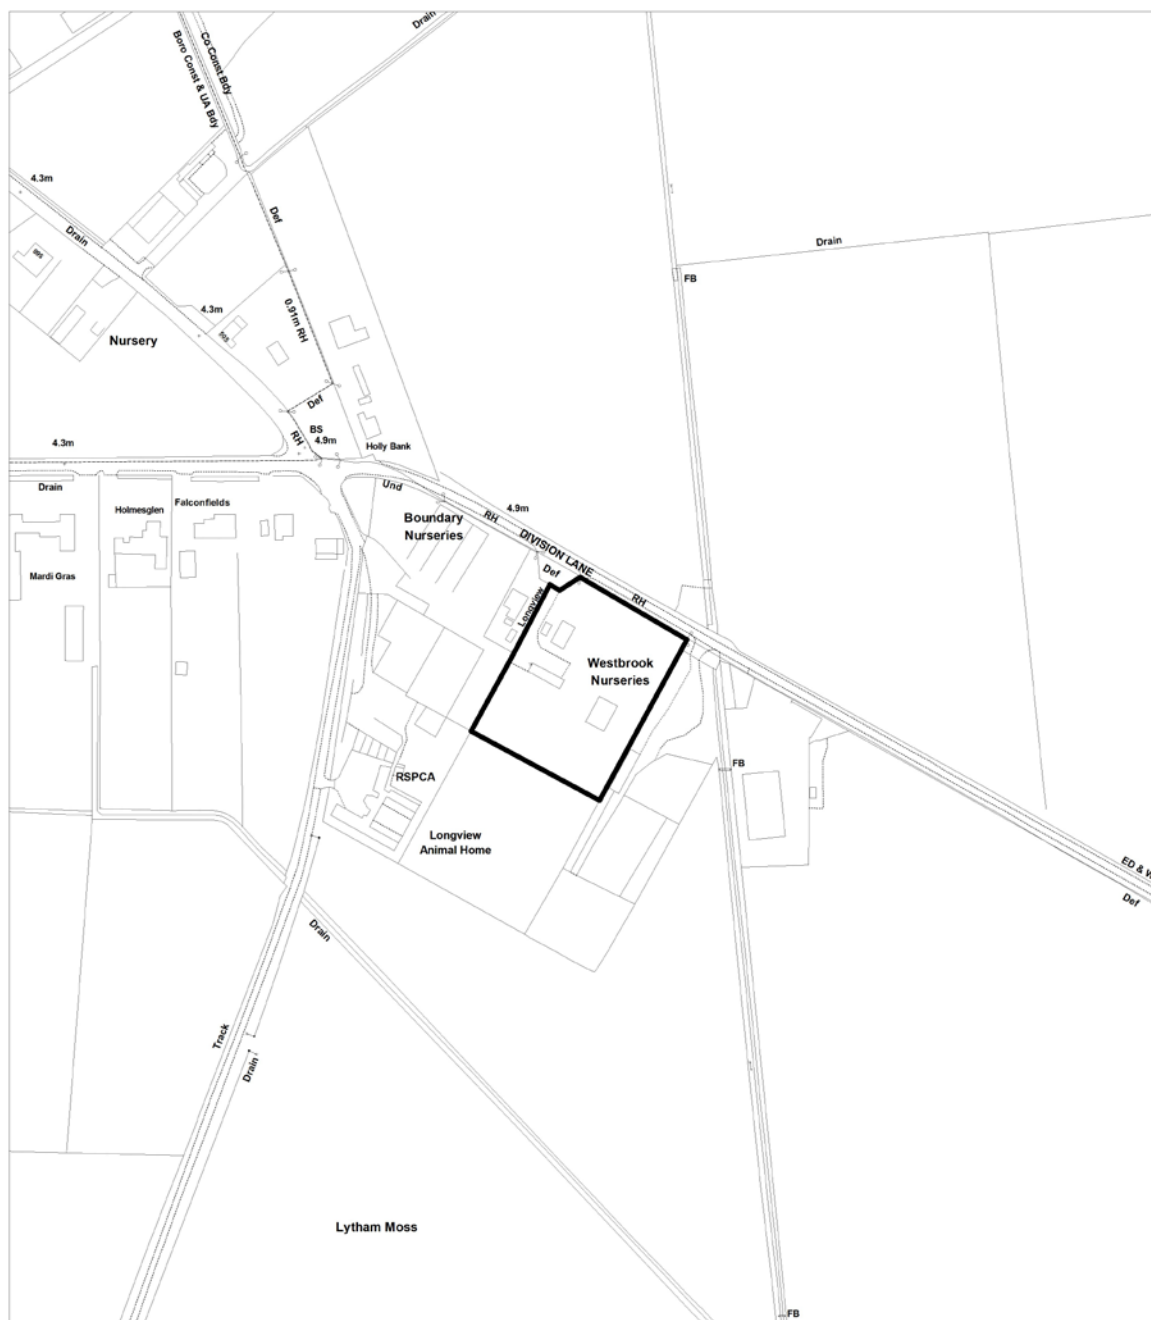 Drain
Co Const Bdy
Boro Const & UA Bdy
4.3m
Def
Drain
Drain
995
FB
4.3m
0.91m RH
Nursery
Def
BS
RH
4.9m
4.3m
Holly Bank
Drain
Und
Falconfields
Holmesglen
4.9m
RH
Boundary
Nurseries
DIVISION LANE
Def
Mardi Gras
Longview
RH
Westbrook
Nurseries
FB
RSPCA
Longview
Animal Home
ED & W
Def
Drain
Track
Drain
Lytham Moss
FB